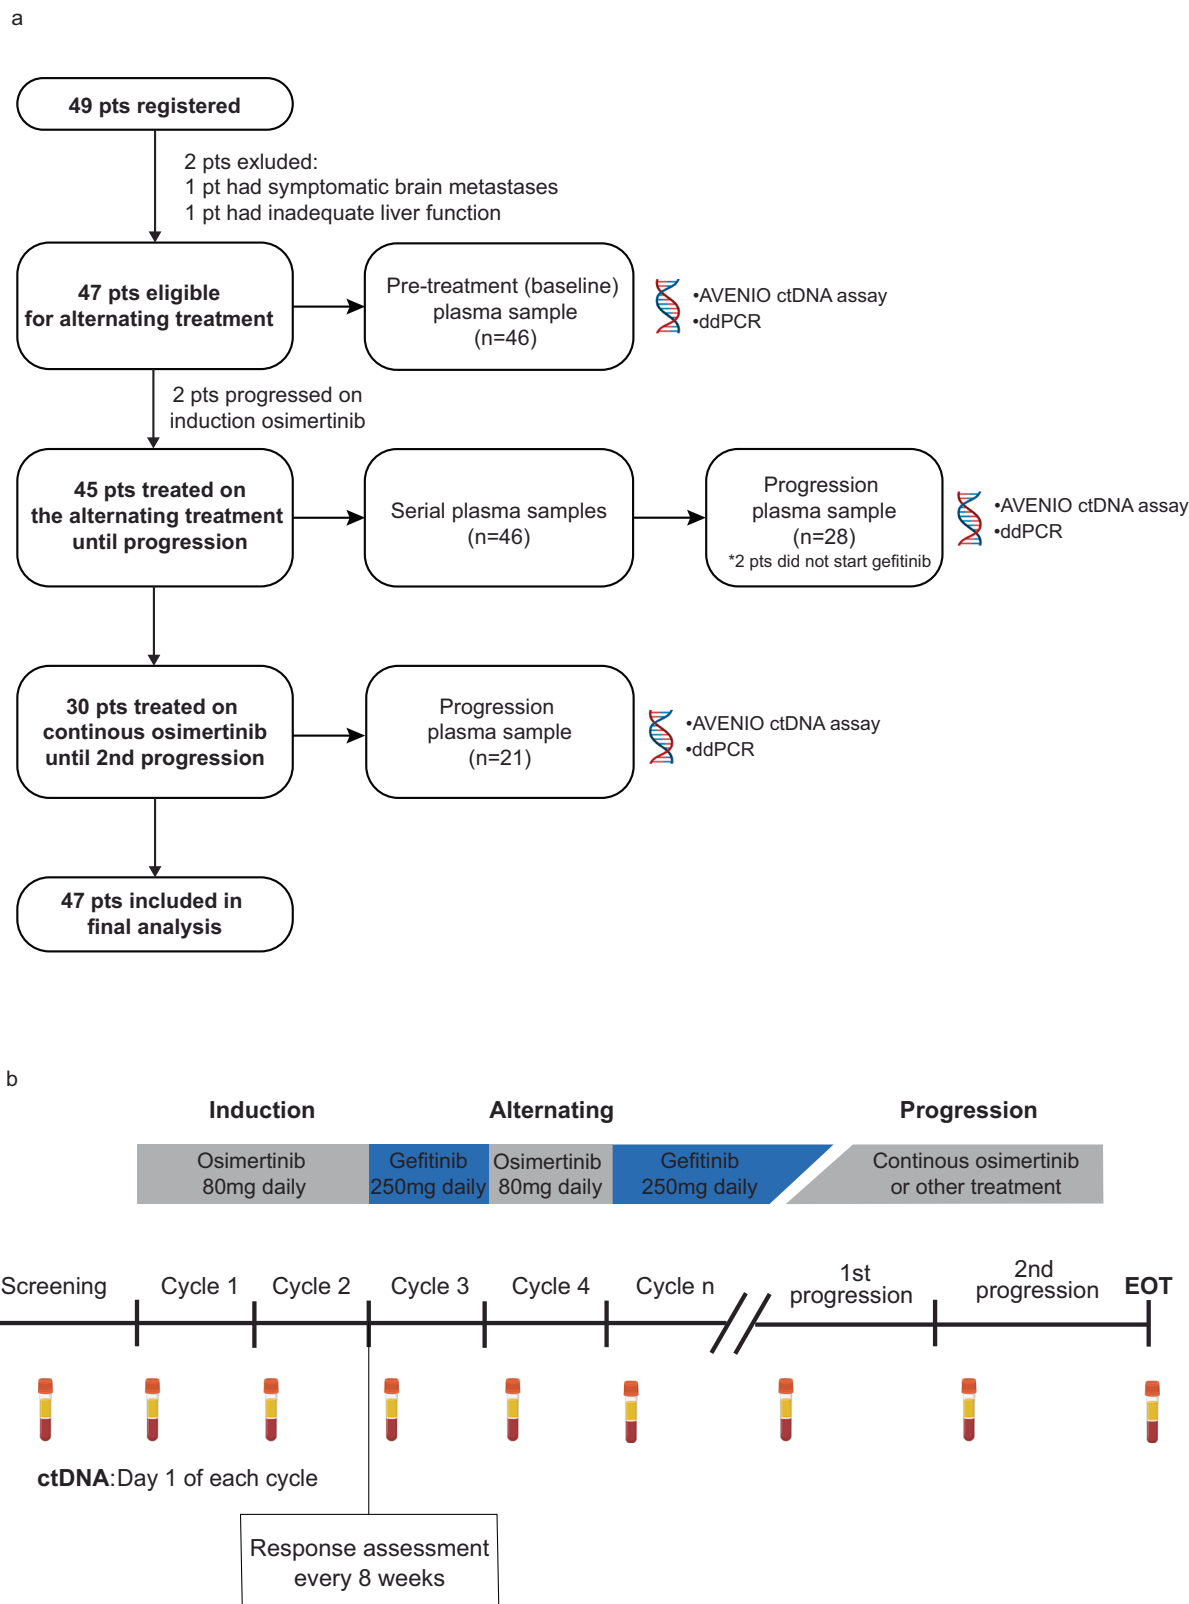 a
49 pts registered
2 pts exluded:
1 pt had symptomatic brain metastases
1 pt had inadequate liver function
47 pts eligible
for alternating treatment
Pre-treatment (baseline)
plasma sample
(n=46)
•AVENIO ctDNA assay
•ddPCR
2 pts progressed on
induction osimertinib
45 pts treated on
the alternating treatment
until progression
Serial plasma samples
(n=46)
Progression
plasma sample
(n=28)
*2 pts did not start gefitinib
•AVENIO ctDNA assay
•ddPCR
30 pts treated on
continous osimertinib
until 2nd progression
Progression
plasma sample
(n=21)
•AVENIO ctDNA assay
•ddPCR
47 pts included in
final analysis
b
Induction
Alternating
Progression
Osimertinib
80mg daily
Gefitinib
250mg daily
Osimertinib
80mg daily
Gefitinib
250mg daily
Continous osimertinib
or other treatment
Screening
Cycle 1
Cycle 2
Cycle 3
Cycle 4
Cycle n
1st
progression
2nd
progression
EOT
ctDNA:Day 1 of each cycle
Response assessment
every 8 weeks